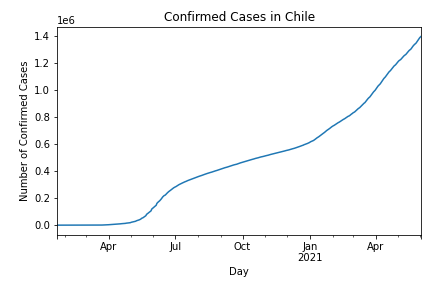 Confirmed Cases in Chile
1e6
1.4
1.2
1.0
0.8
0.6
0.4
0.2
0.0
Number of Confirmed Cases
Apr
Jul
Oct
Jan
2021
Apr
Day